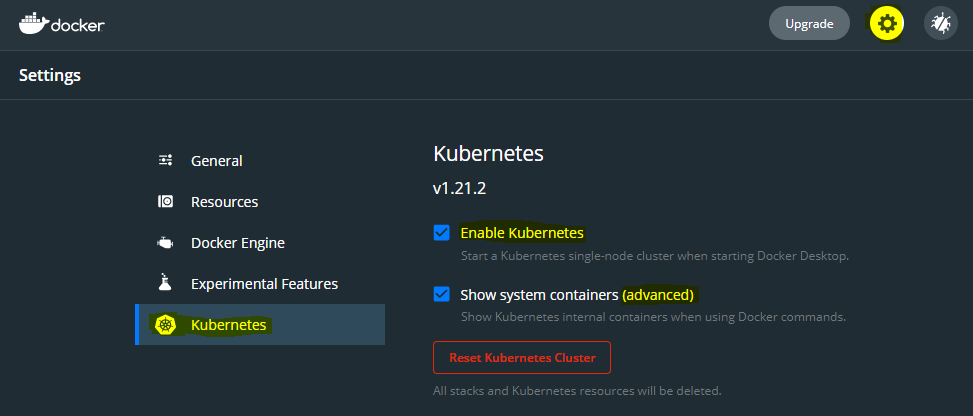 docker
Upgrade
Settings
General
Resources
Docker Engine
Experimental Features
Kubernetes
Kubernetes
v1.21.2
Enable Kubernetes
Start a Kubernetes single-node cluster when starting Docker Desktop.
Show system containers (advanced)
Show Kubernetes internal containers when using Docker commands.
Reset Kubernetes Cluster
All stacks and Kubernetes resources will be deleted.